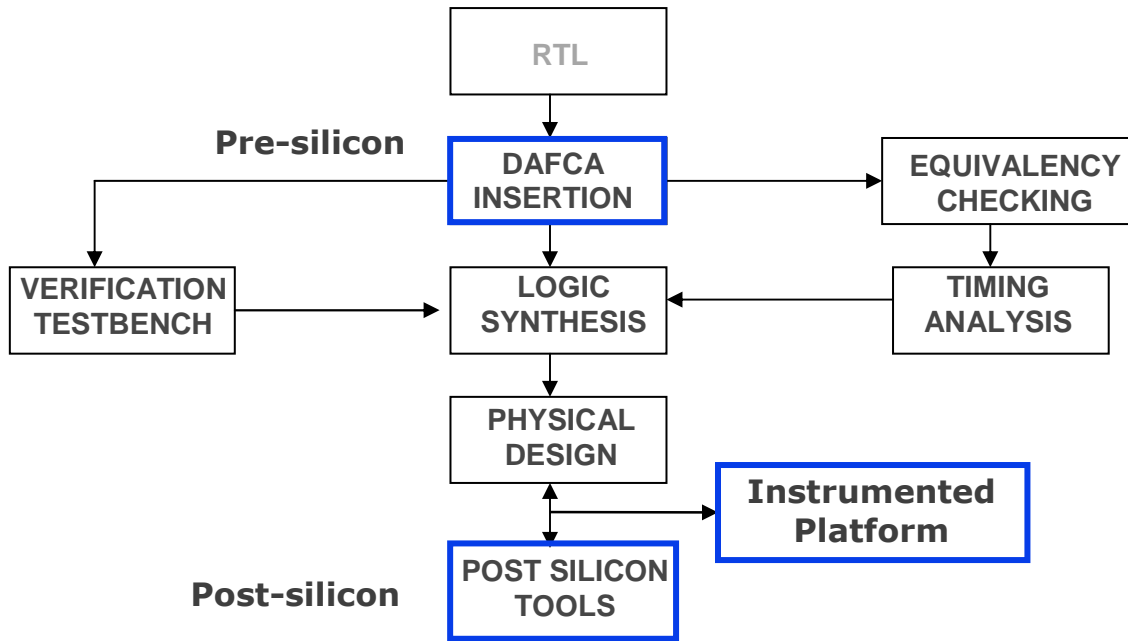 RTL
Pre-silicon
DAFCA
INSERTION
EQUIVALENCY
CHECKING
VERIFICATION
TESTBENCH
LOGIC
SYNTHESIS
TIMING
ANALYSIS
PHYSICAL
DESIGN
Instrumented
Platform
Post-silicon
POST SILICON
TOOLS